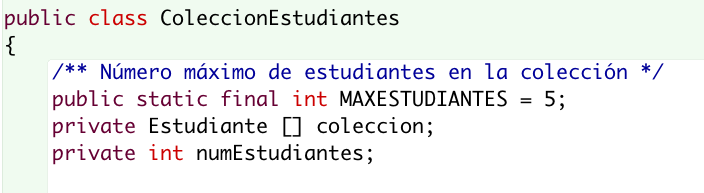 public class ColeccionEstudiantes
{
/** Número máximo de estudiantes en la colección */
public static final int MAXESTUDIANTES = 5;
private Estudiante [] coleccion;
private int numEstudiantes;